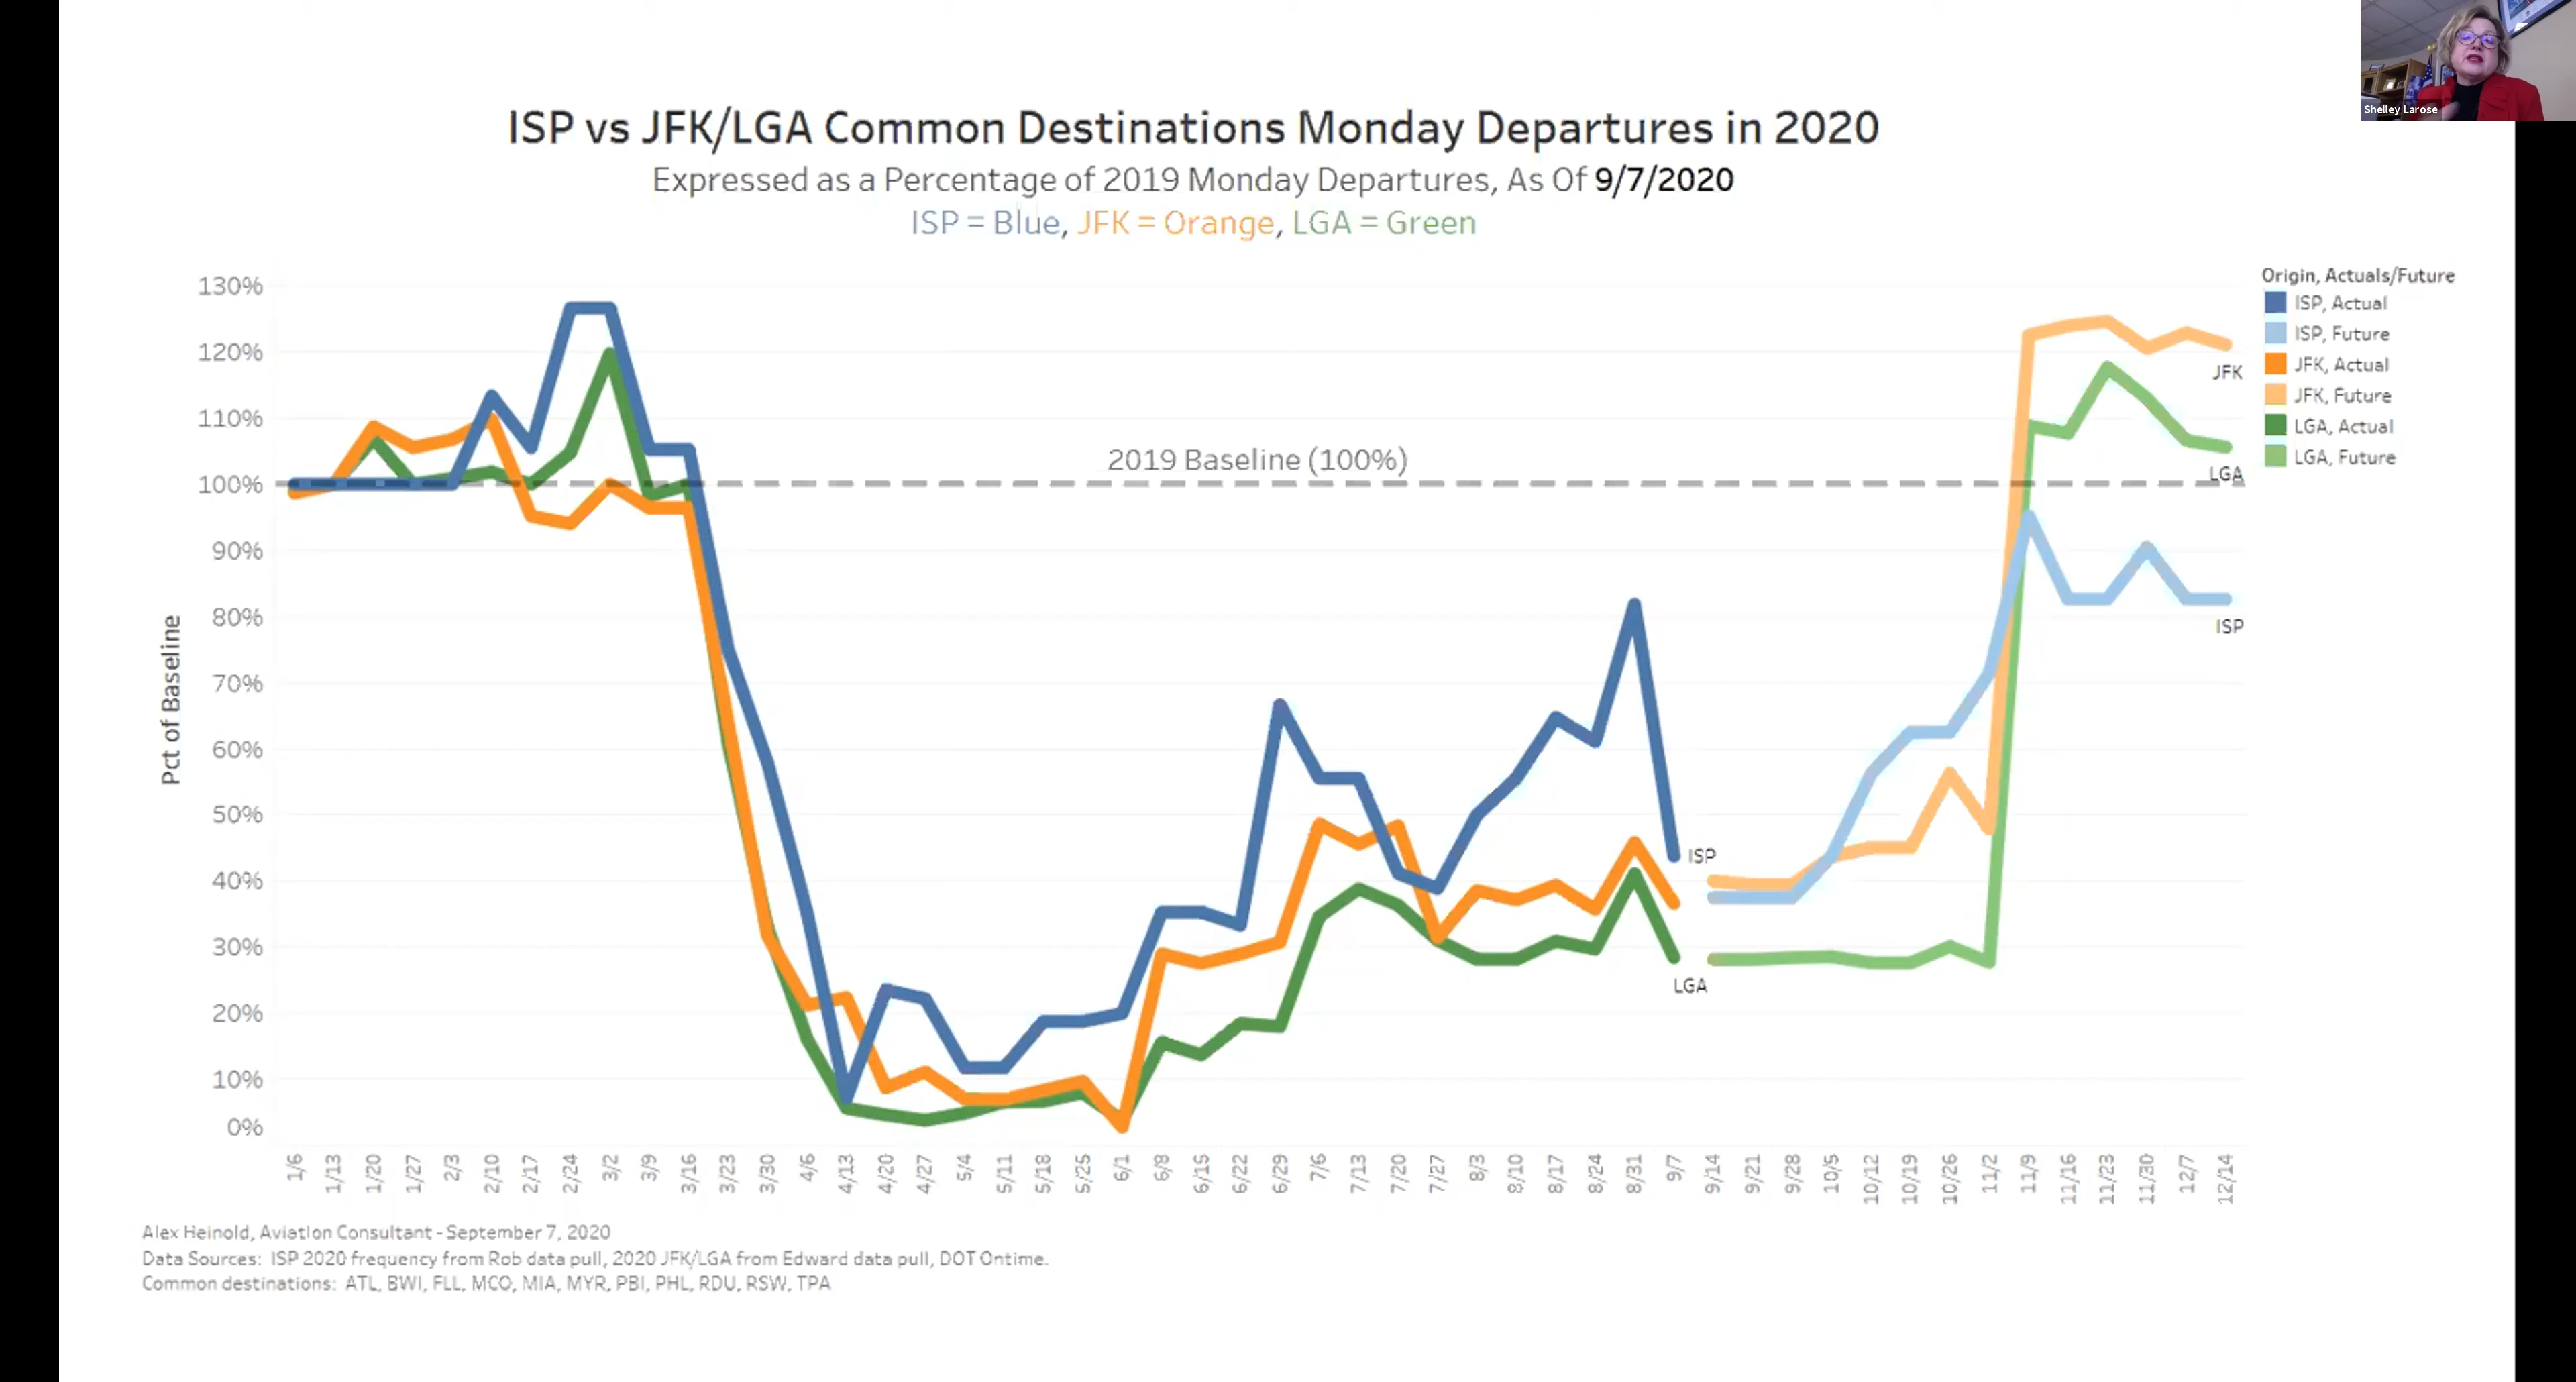 Shelley Larose
ISP vs JFK/LGA Common Destinations Monday Departures in 2020
Expressed as a Percentage of 2019 Monday Departures, As Of 9/7/2020
ISP = Blue, JFK = Orange, LGA = Green
Origin, Actuals/Future
ISP, Actual
ISP, Future
JFK, Actual
JFK, Future
LGA, Actual
LGA, Future
Pct of Baseline
130%
120%
110%
100%
90%
80%
70%
60%
50%
40%
30%
20%
10%
0%
2019 Baseline (100%)
JFK
LGA
ISP
ISP
LGA
1/6 1/13 1/20 1/27 2/3 2/10 2/17 2/24 3/2 3/9 3/16 3/23 3/30 4/6 4/13 4/20 4/27 5/4 5/11 5/18 5/25 6/1 6/8 6/15 6/22 6/29 7/6 7/13 7/20 7/27 8/3 8/10 8/17 8/24 8/31 9/7 9/14 9/21 9/28 10/5 10/12 10/19 10/26 11/2 11/9 11/16 11/23 11/30 12/7 12/14
Alex Heinold, Aviation Consultant - September 7, 2020
Data Sources: ISP 2020 frequency from Rob data pull, 2020 JFK/LGA from Edward data pull, DOT Ontime.
Common destinations: ATL, BWI, FLL, MCO, MIA, MYR, PBI, PHL, RDU, RSW, TPA